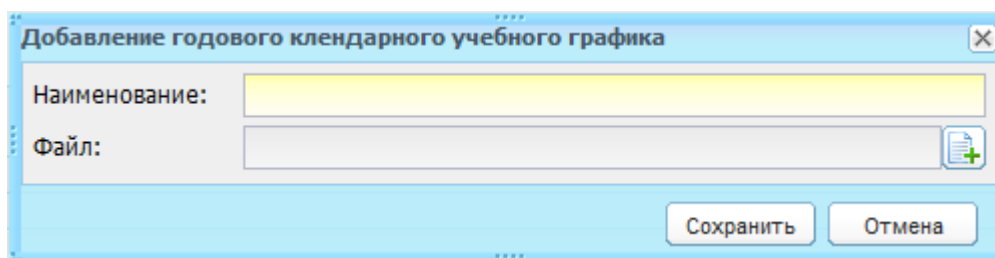 Добавление годового клендарного учебного графика
Наименование:
Файл:
Сохранить Отмена